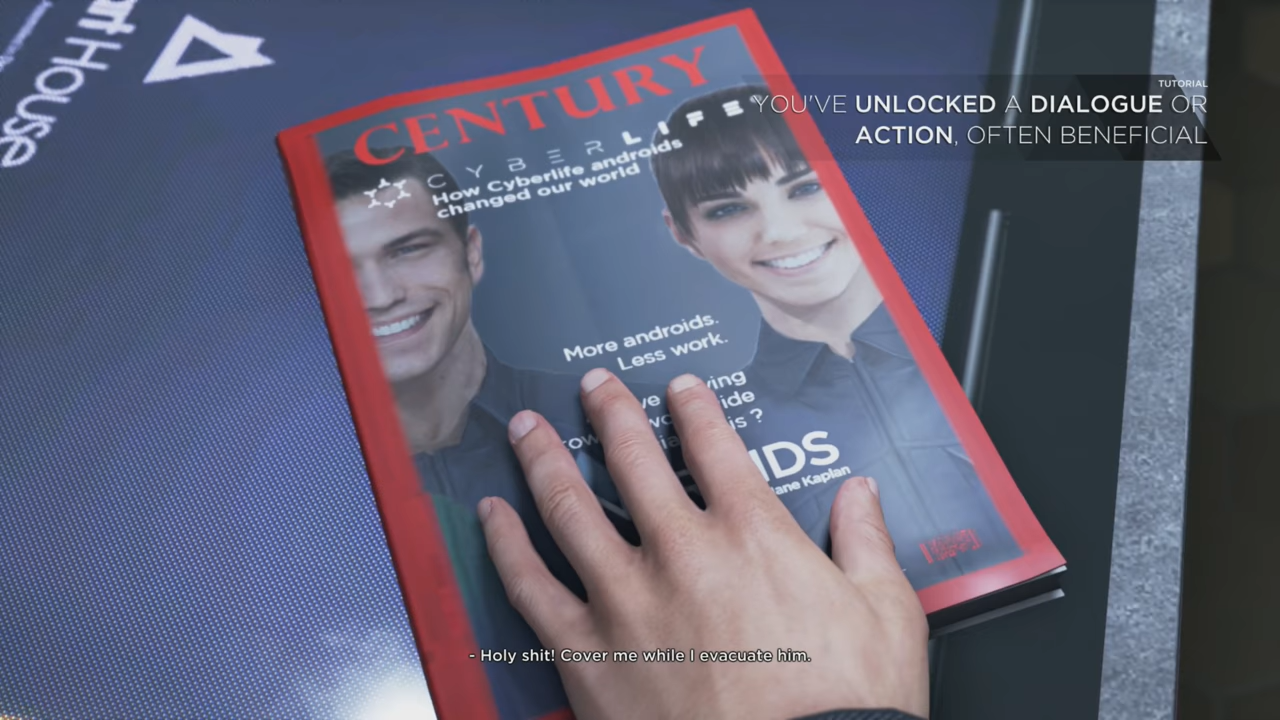 art House
TUTORIAL
YOU'VE UNLOCKED A DIALOGUE OR
ACTION, OFTEN BENEFICIAL
CENTURY
CYBERLIFE
How Cyberlife androids
changed our world
More androids.
Less work.
- Holy shit! Cover me while I evacuate him.